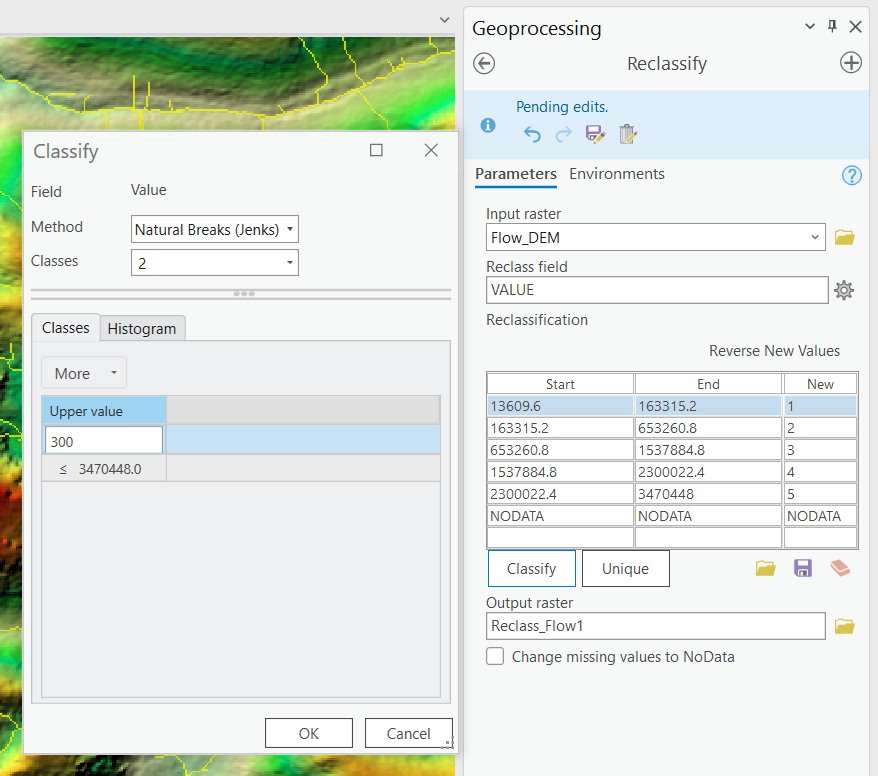 Geoprocessing
Reclassify
Pending edits.
Parameters Environments
Input raster
Flow_DEM
Reclass field
VALUE
Reclassification
Reverse New Values
Start End New
13609.6 163315.2 1
163315.2 653260.8 2
653260.8 1537884.8 3
1537884.8 2300022.4 4
2300022.4 3470448 5
NODATA NODATA NODATA
Classify Unique
Output raster
Reclass_Flow1
Change missing values to NoData
Classify
Field Value
Method Natural Breaks (Jenks)
Classes 2
Classes Histogram
More
Upper value
300
≤ 3470448.0
OK Cancel